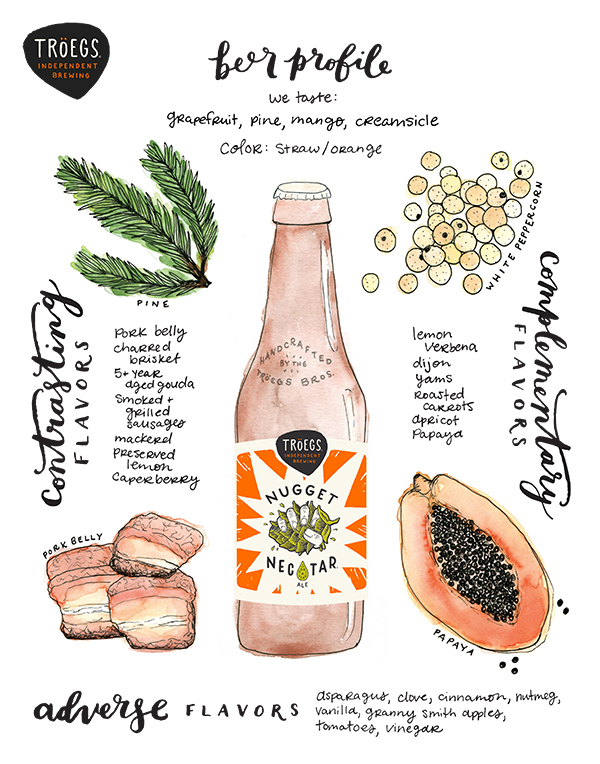 TRÖEGS
INDEPENDENT
BREWING
beer profile
we taste:
grapefruit, pine, mango, creamsicle
color: straw/orange
PINE
WHITE PEPPERCORN
contrasting
FLAVORS
pork belly
charred
brisket
5+ year
aged gouda
smoked +
grilled
sausages
mackerel
preserved
lemon
caperberry
HANDCRAFTED
BY THE
TRÖEGS BROS.
TRÖEGS
INDEPENDENT
BREWING
NUGGET
NECTAR
ALE
complementary
FLAVORS
lemon
verbena
dijon
yams
roasted
carrots
apricot
papaya
PORK BELLY
PAPAYA
adverse FLAVORS
asparagus, clove, cinnamon, nutmeg,
vanilla, granny smith apples,
tomatoes, vinegar